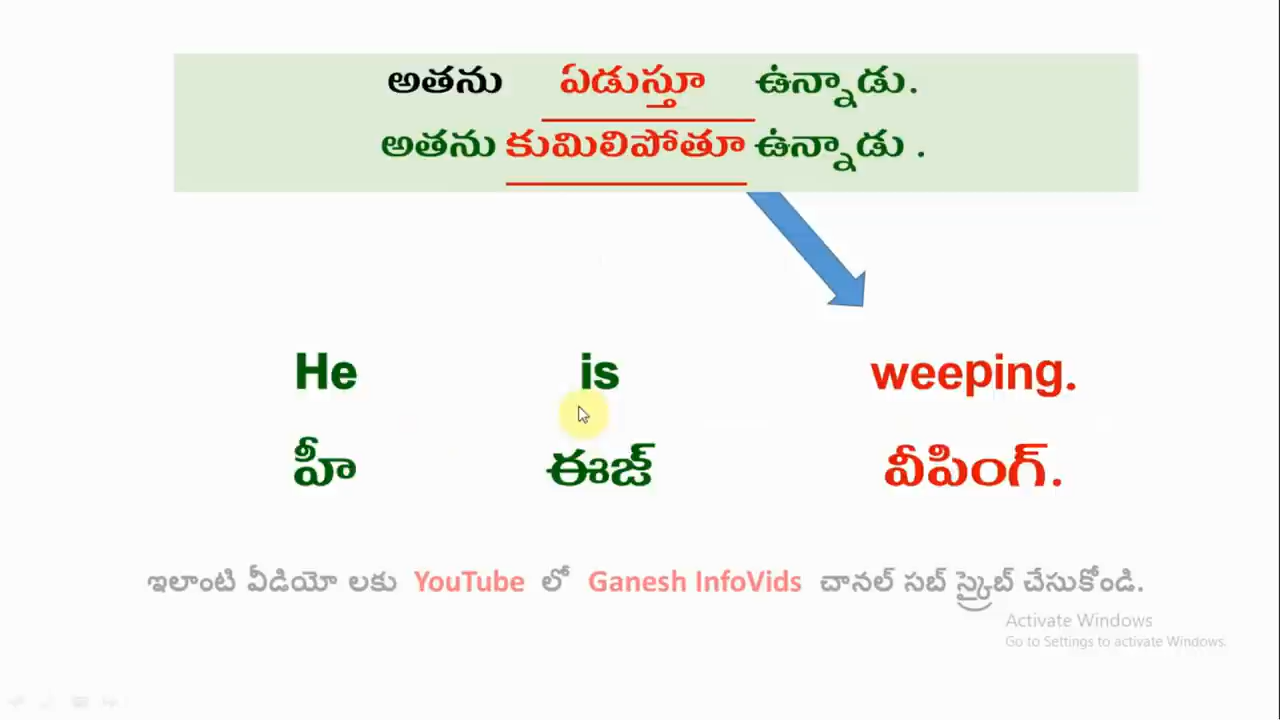 అతను ఏడుస్తూ ఉన్నాడు.
అతను కుమిలిపోతూ ఉన్నాడు .
He is weeping.
హీ ఈజ్ వీపింగ్.
ఇలాంటి వీడియో లకు YouTube లో Ganesh InfoVids చానల్ సబ్ స్క్రైబ్ చేసుకోండి.
Activate Windows
Go to Settings to activate Windows.